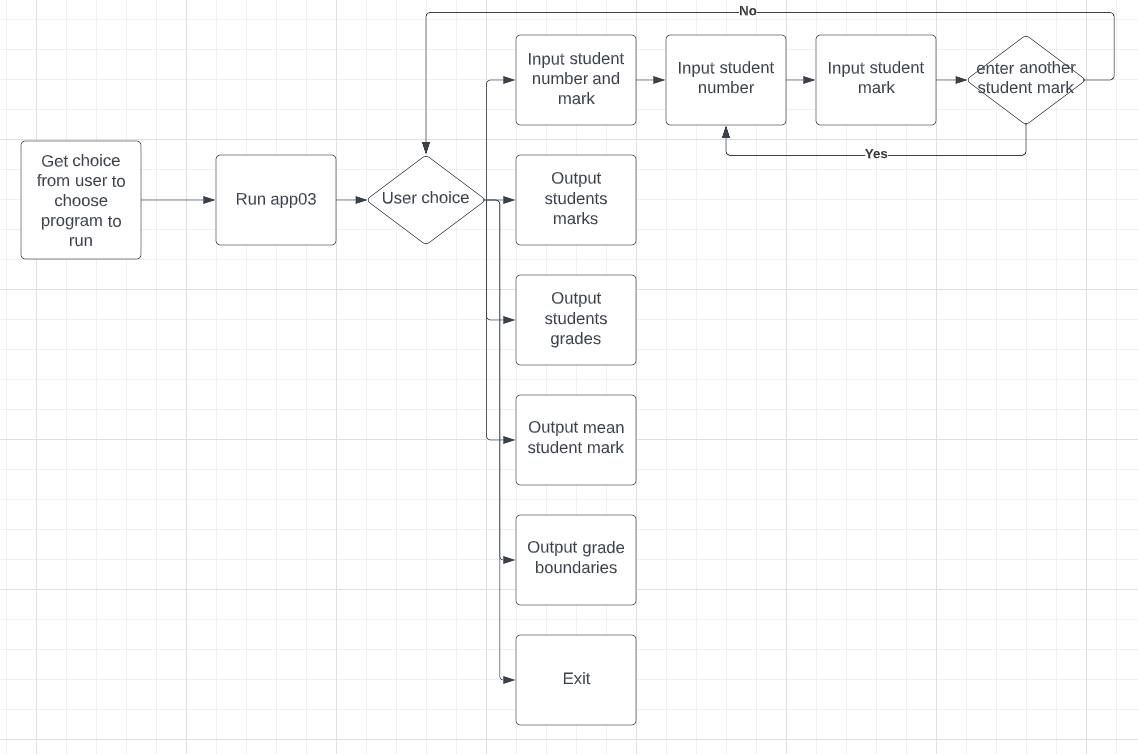 No
Input student
number and
mark
Input student
number
Input student
mark
enter another
student mark
Yes
Get choice
from user to
choose
program to
run
Run app03
User choice
Output
students
marks
Output
students
grades
Output mean
student mark
Output grade
boundaries
Exit